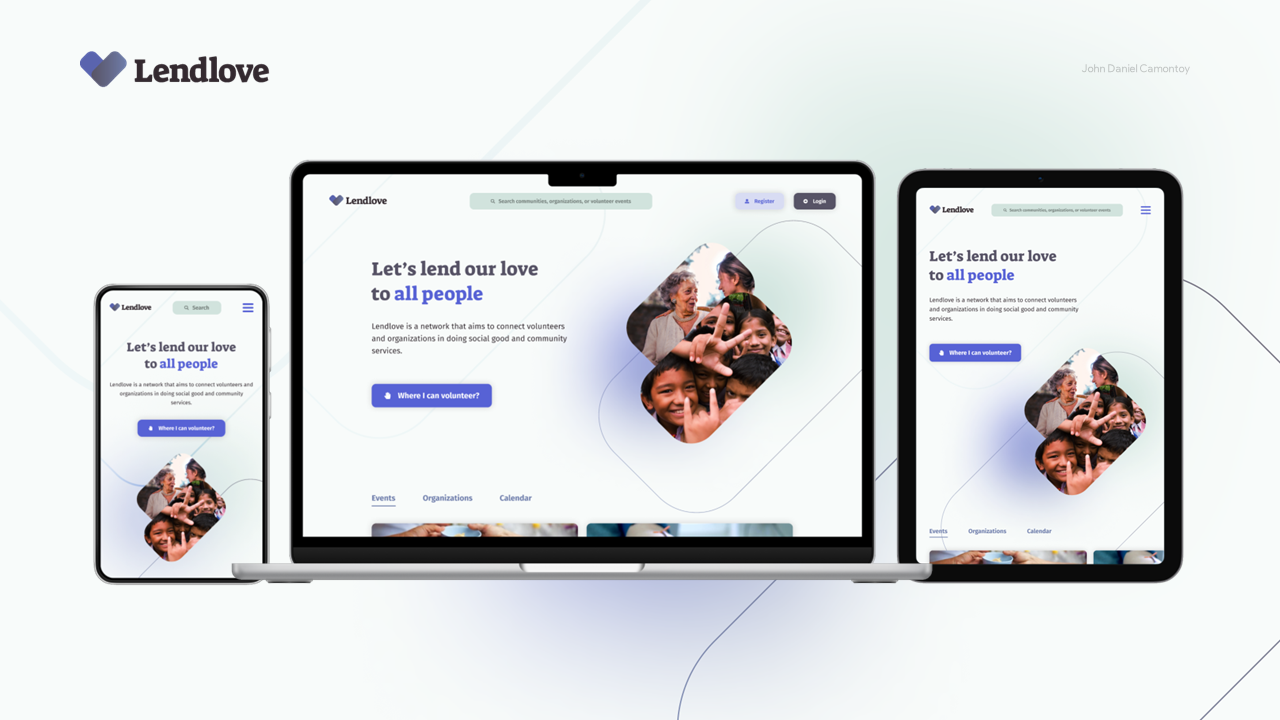 Lendlove
John Daniel Camontoy
Lendlove
Search communities, organizations, or volunteer events
Register
Login
Let's lend our love
to all people
Lendlove is a network that aims to connect volunteers
and organizations in doing social good and community
services.
Where I can volunteer?
Events
Organizations
Calendar
Lendlove
Search communities, organizations, or volunteer events
Let's lend our love
to all people
Lendlove is a network that aims to connect volunteers
and organizations in doing social good and community
services.
Where I can volunteer?
Events
Organizations
Calendar
Lendlove
Search
Let's lend our love
to all people
Lendlove is a network that aims to connect volunteers and
organizations in doing social good and community
services.
Where I can volunteer?